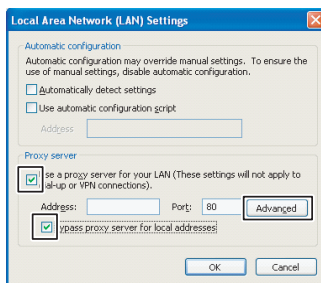 Local Area Network (LAN) Settings
Automatic configuration
Automatic configuration may override manual settings. To ensure the
use of manual settings, disable automatic configuration.
Automatically detect settings
Use automatic configuration script
Address
Proxy server
se a proxy server for your LAN (These settings will not apply to
al-up or VPN connections).
Address:
Port: 80
Advanced
ypass proxy server for local addresses
OK
Cancel